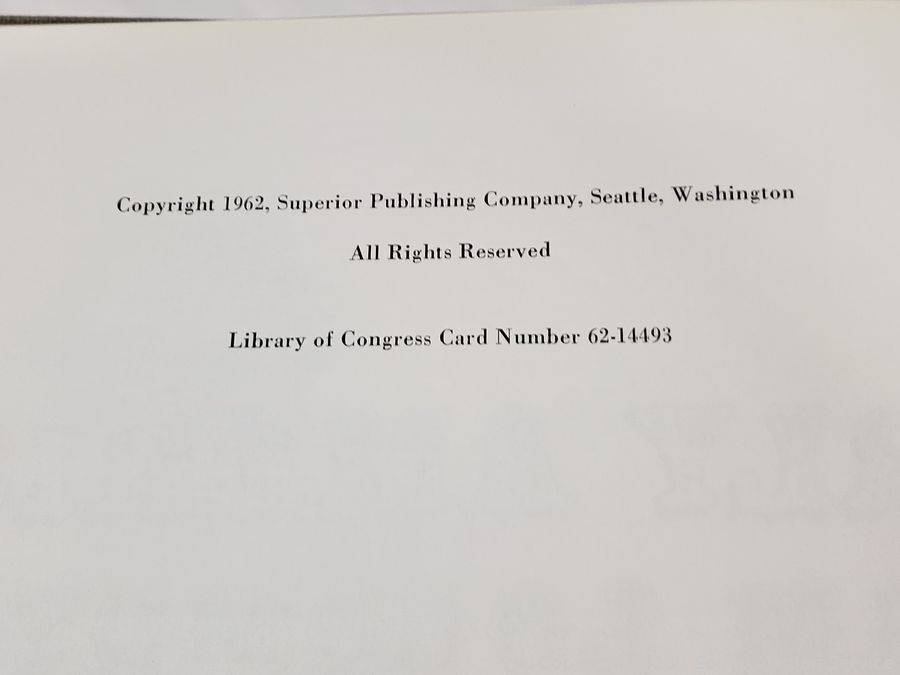 Copyright 1962, Superior Publishing Company, Seattle, Washington
All Rights Reserved
Library of Congress Card Number 62-14493